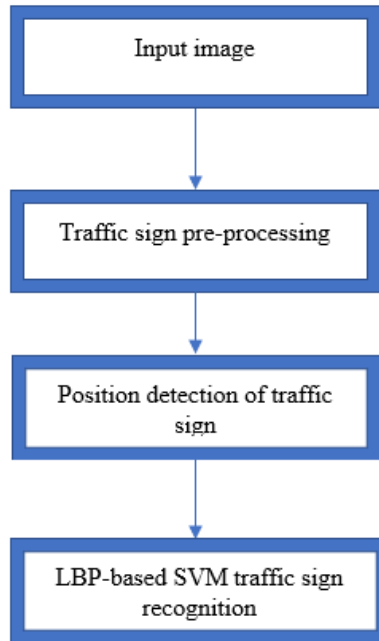 Input image
Traffic sign pre-processing
Position detection of traffic
sign
LBP-based SVM traffic sign
recognition